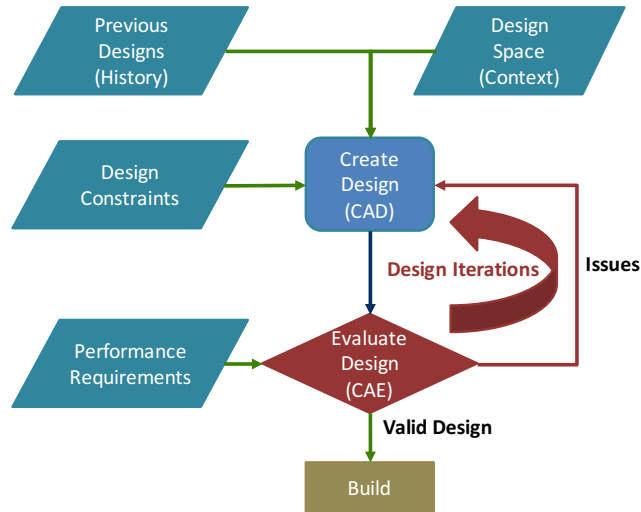 Previous
Designs
(History)
Design
Space
(Context)
Create
Design
(CAD)
Design
Constraints
Design Iterations
Issues
Evaluate
Design
(CAE)
Performance
Requirements
Valid Design
Build